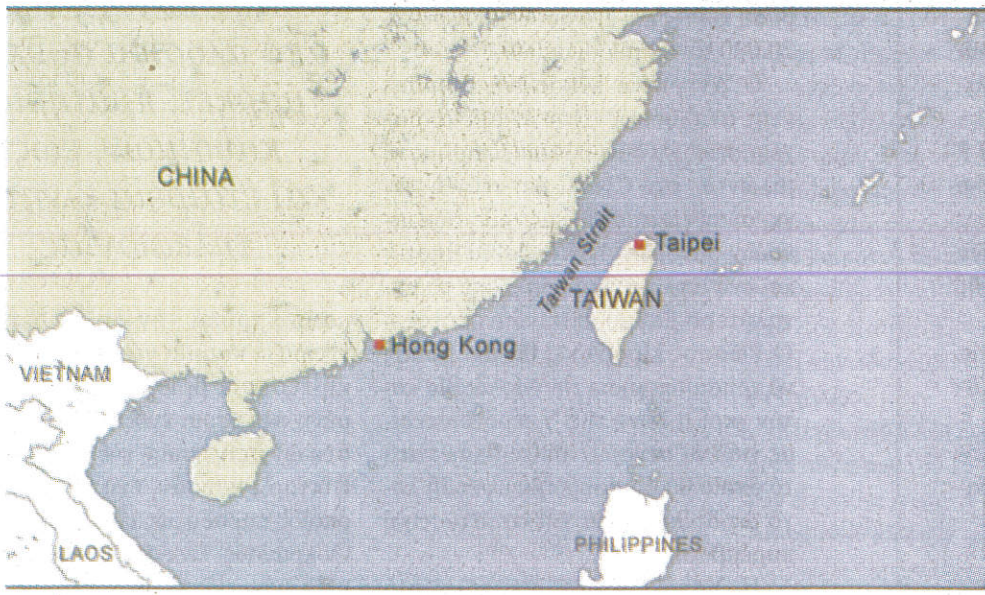 CHINA
Taiwan Strait
Taipei
TAIWAN
Hong Kong
VIETNAM
LAOS
PHILIPPINES